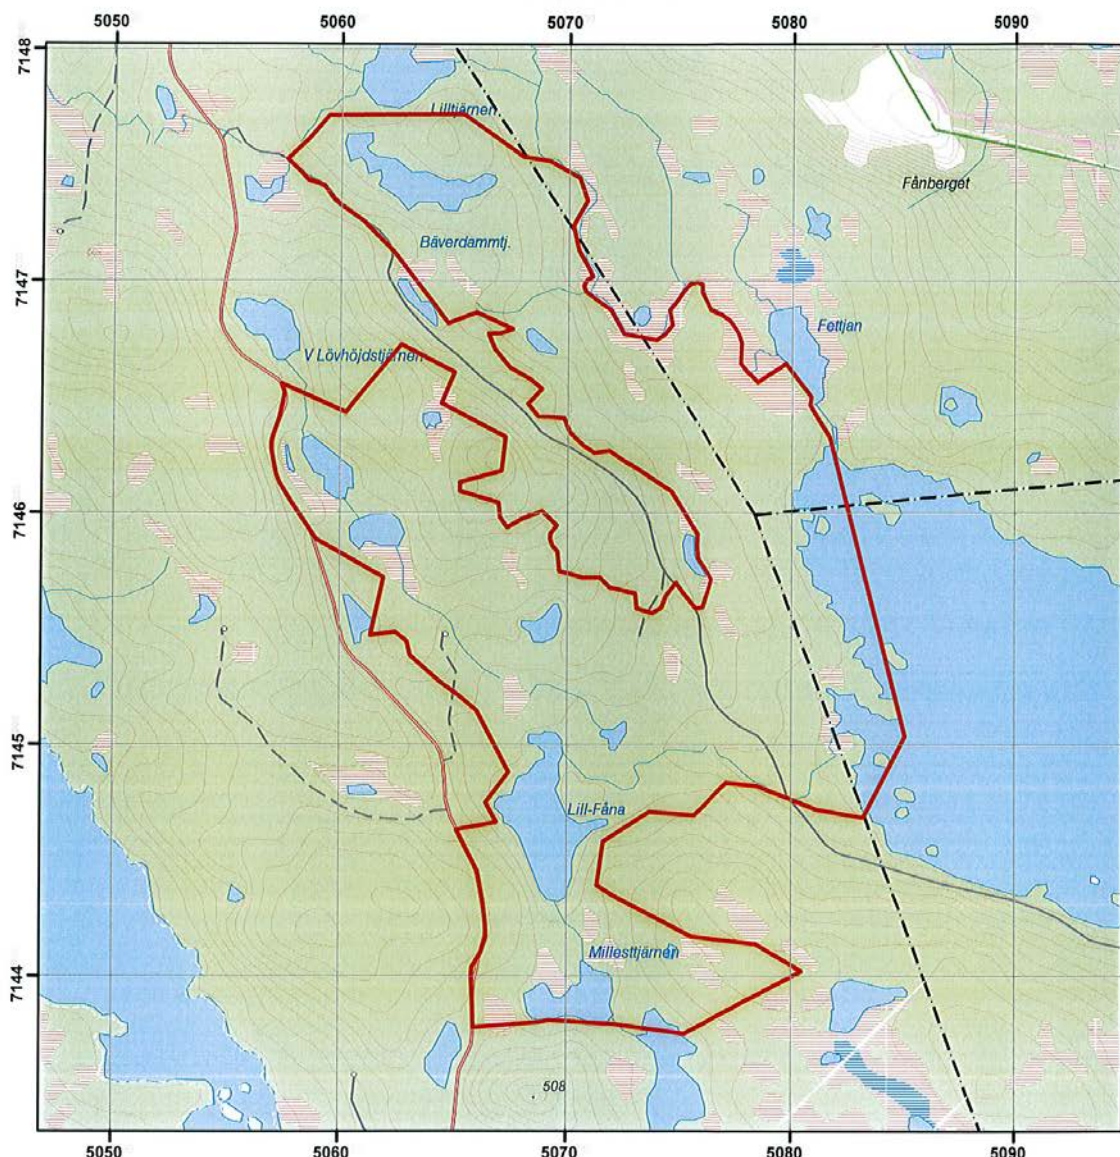 5050 5060 5070 5080 5090
7148
Lilltjärnen
Fånberget
Bäverdammtj.
7147
Fettjan
V Lövhöjdstjärnen
7146
7145
Lill-Fåna
Millesttjärnen
7144
508
5050 5060 5070 5080 5090